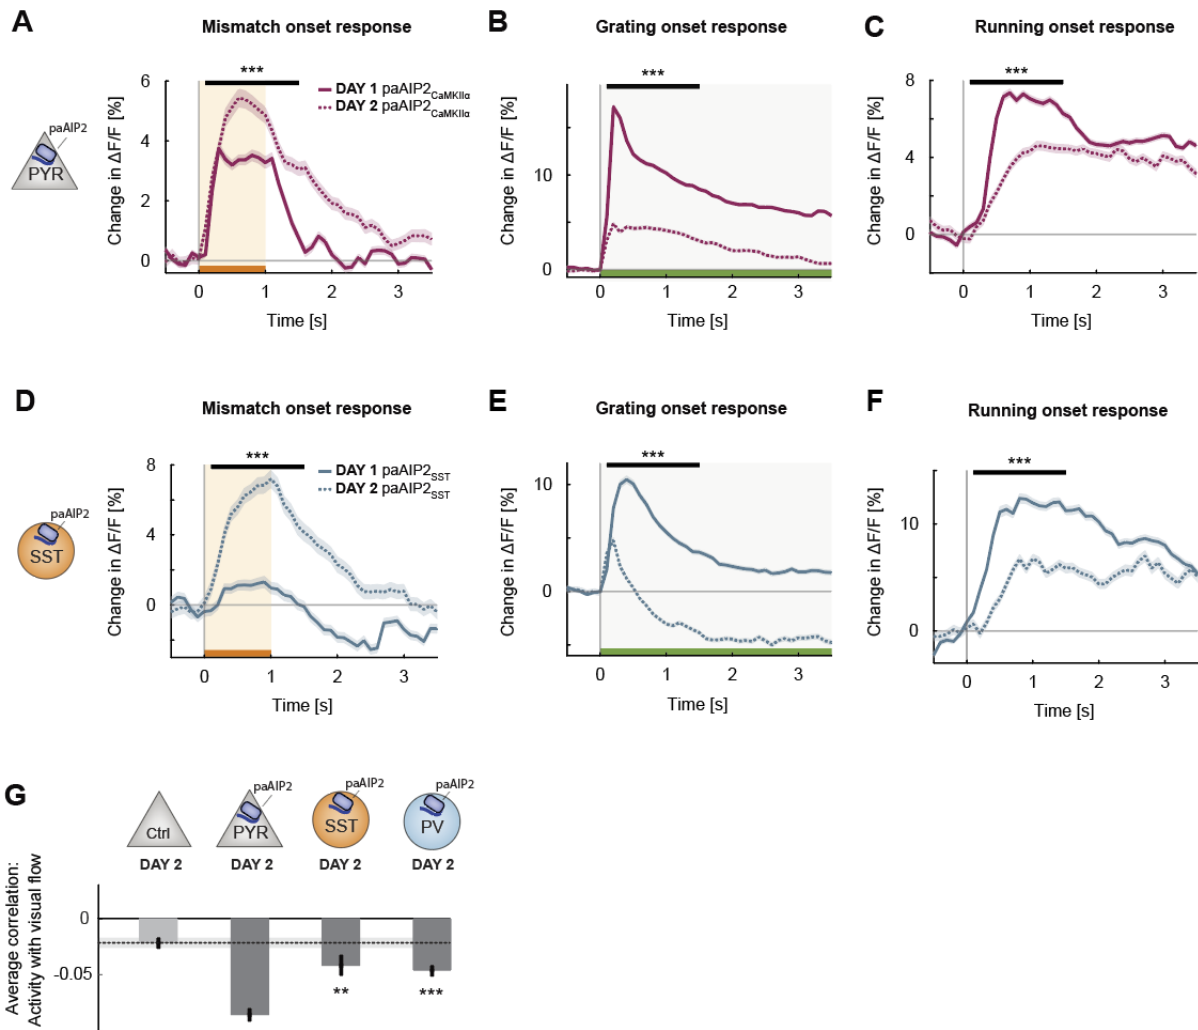 A
Mismatch onset response
paAIP2
PYR
Change in ΔF/F [%]
6
4
2
0
***
DAY 1 paAIP2CaMKIIα
DAY 2 paAIP2CaMKIIα
0
1
2
3
Time [s]
B
Grating onset response
Change in ΔF/F [%]
10
0
***
0
1
2
3
Time [s]
C
Running onset response
Change in ΔF/F [%]
8
4
0
***
0
1
2
3
Time [s]
D
Mismatch onset response
paAIP2
SST
Change in ΔF/F [%]
8
4
0
***
DAY 1 paAIP2SST
DAY 2 paAIP2SST
0
1
2
3
Time [s]
E
Grating onset response
Change in ΔF/F [%]
10
0
***
0
1
2
3
Time [s]
F
Running onset response
Change in ΔF/F [%]
10
0
***
0
1
2
3
Time [s]
G
Ctrl
DAY 2
paAIP2
PYR
DAY 2
paAIP2
SST
DAY 2
paAIP2
PV
DAY 2
Average correlation:
Activity with visual flow
0
-0.05
**
***